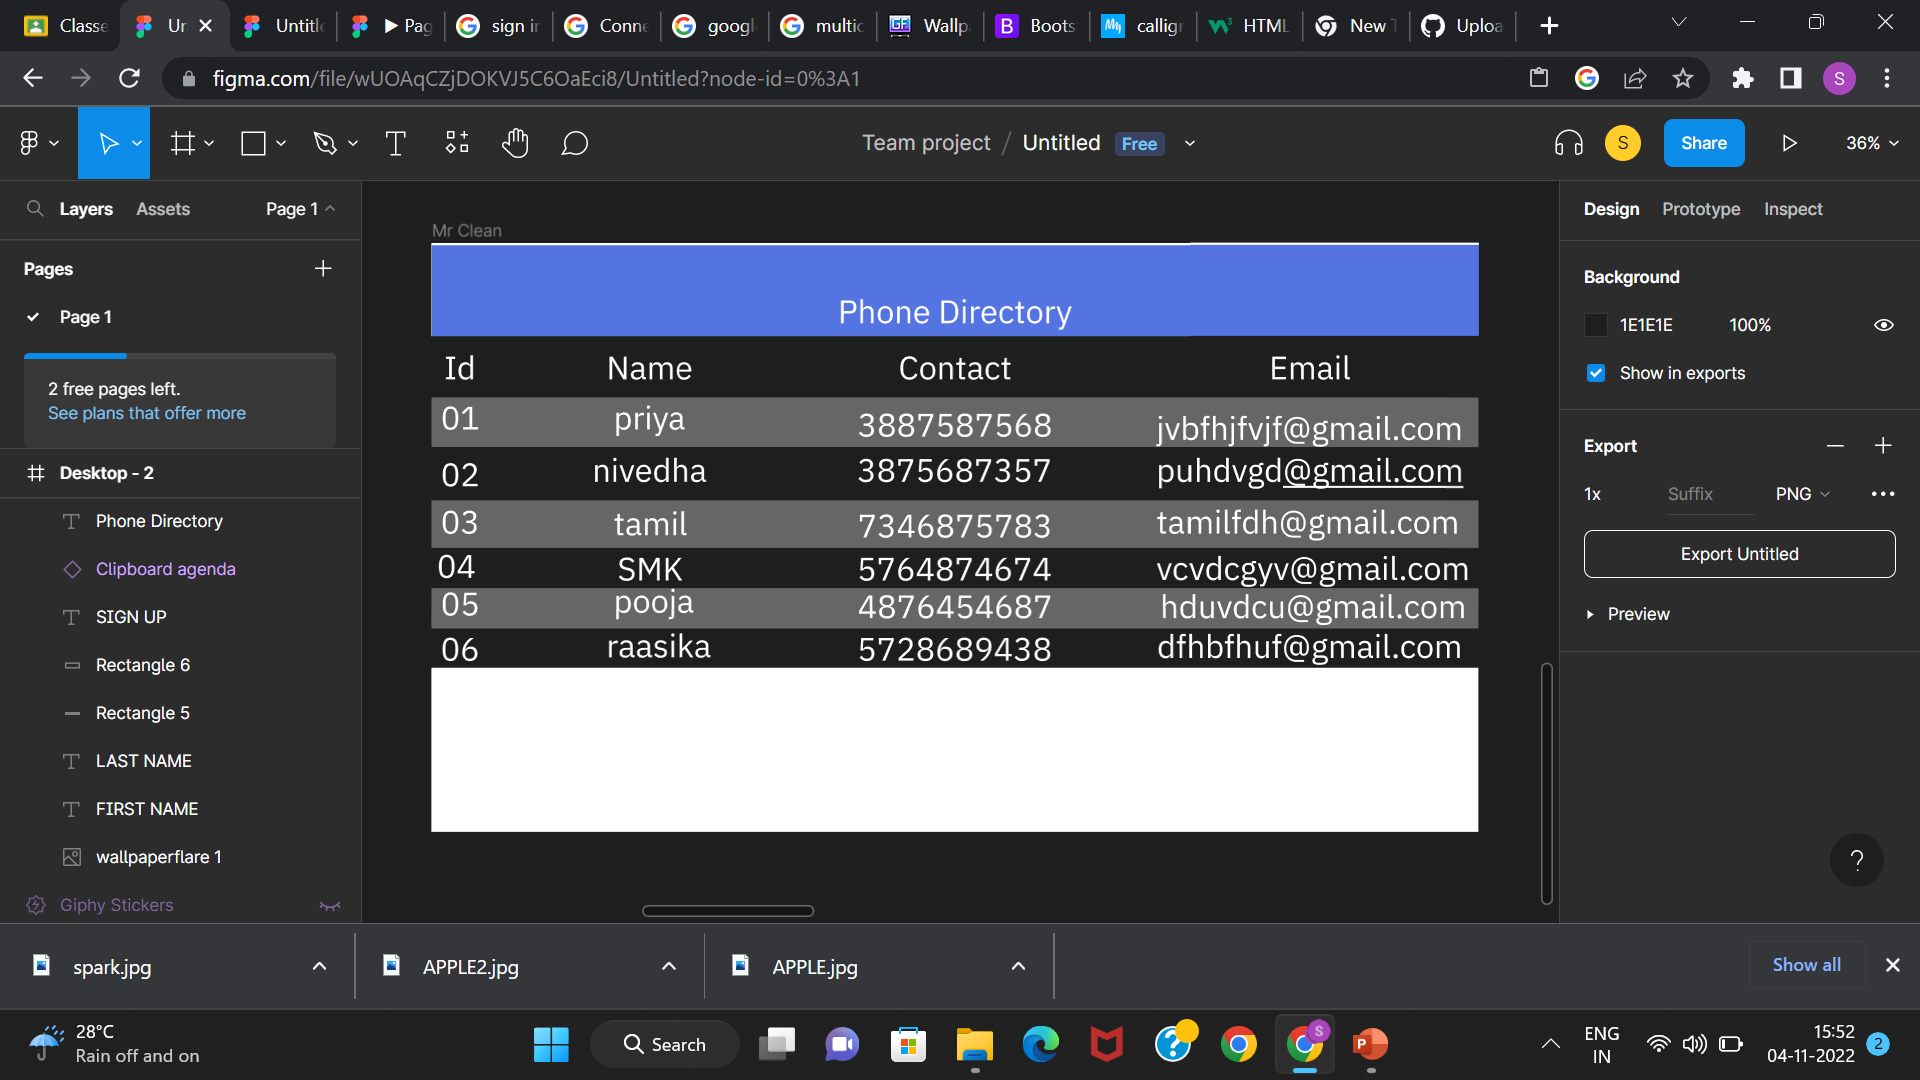 Classe
Un
Untitle
▶ Pag
sign in
Conne
googl
multic
Wallp
Boots
callig
HTML
New T
Uploa
figma.com/file/wUOAqCZjDOKVJ5C6OaEci8/Untitled?node-id=0%3A1
S
Team project / Untitled Free
S
Share
36%
Layers Assets Page 1
Design Prototype Inspect
Pages
Page 1
2 free pages left.
See plans that offer more
Desktop - 2
Phone Directory
Clipboard agenda
SIGN UP
Rectangle 6
Rectangle 5
LAST NAME
FIRST NAME
wallpaperflare 1
Giphy Stickers
Mr Clean
Phone Directory
Id Name Contact Email
01 priya 3887587568 jvbfhjfvjf@gmail.com
02 nivedha 3875687357 puhdvgd@gmail.com
03 tamil 7346875783 tamilfdh@gmail.com
04 SMK 5764874674 vcvdcgyv@gmail.com
05 pooja 4876454687 hduvdcu@gmail.com
06 raasika 5728689438 dfhbfhuf@gmail.com
Background
1E1E1E 100%
Show in exports
Export
1x Suffix PNG
Export Untitled
Preview
?
spark.jpg
APPLE2.jpg
APPLE.jpg
Show all
28°C
Rain off and on
Search
S
P
ENG
IN
15:52
04-11-2022
2